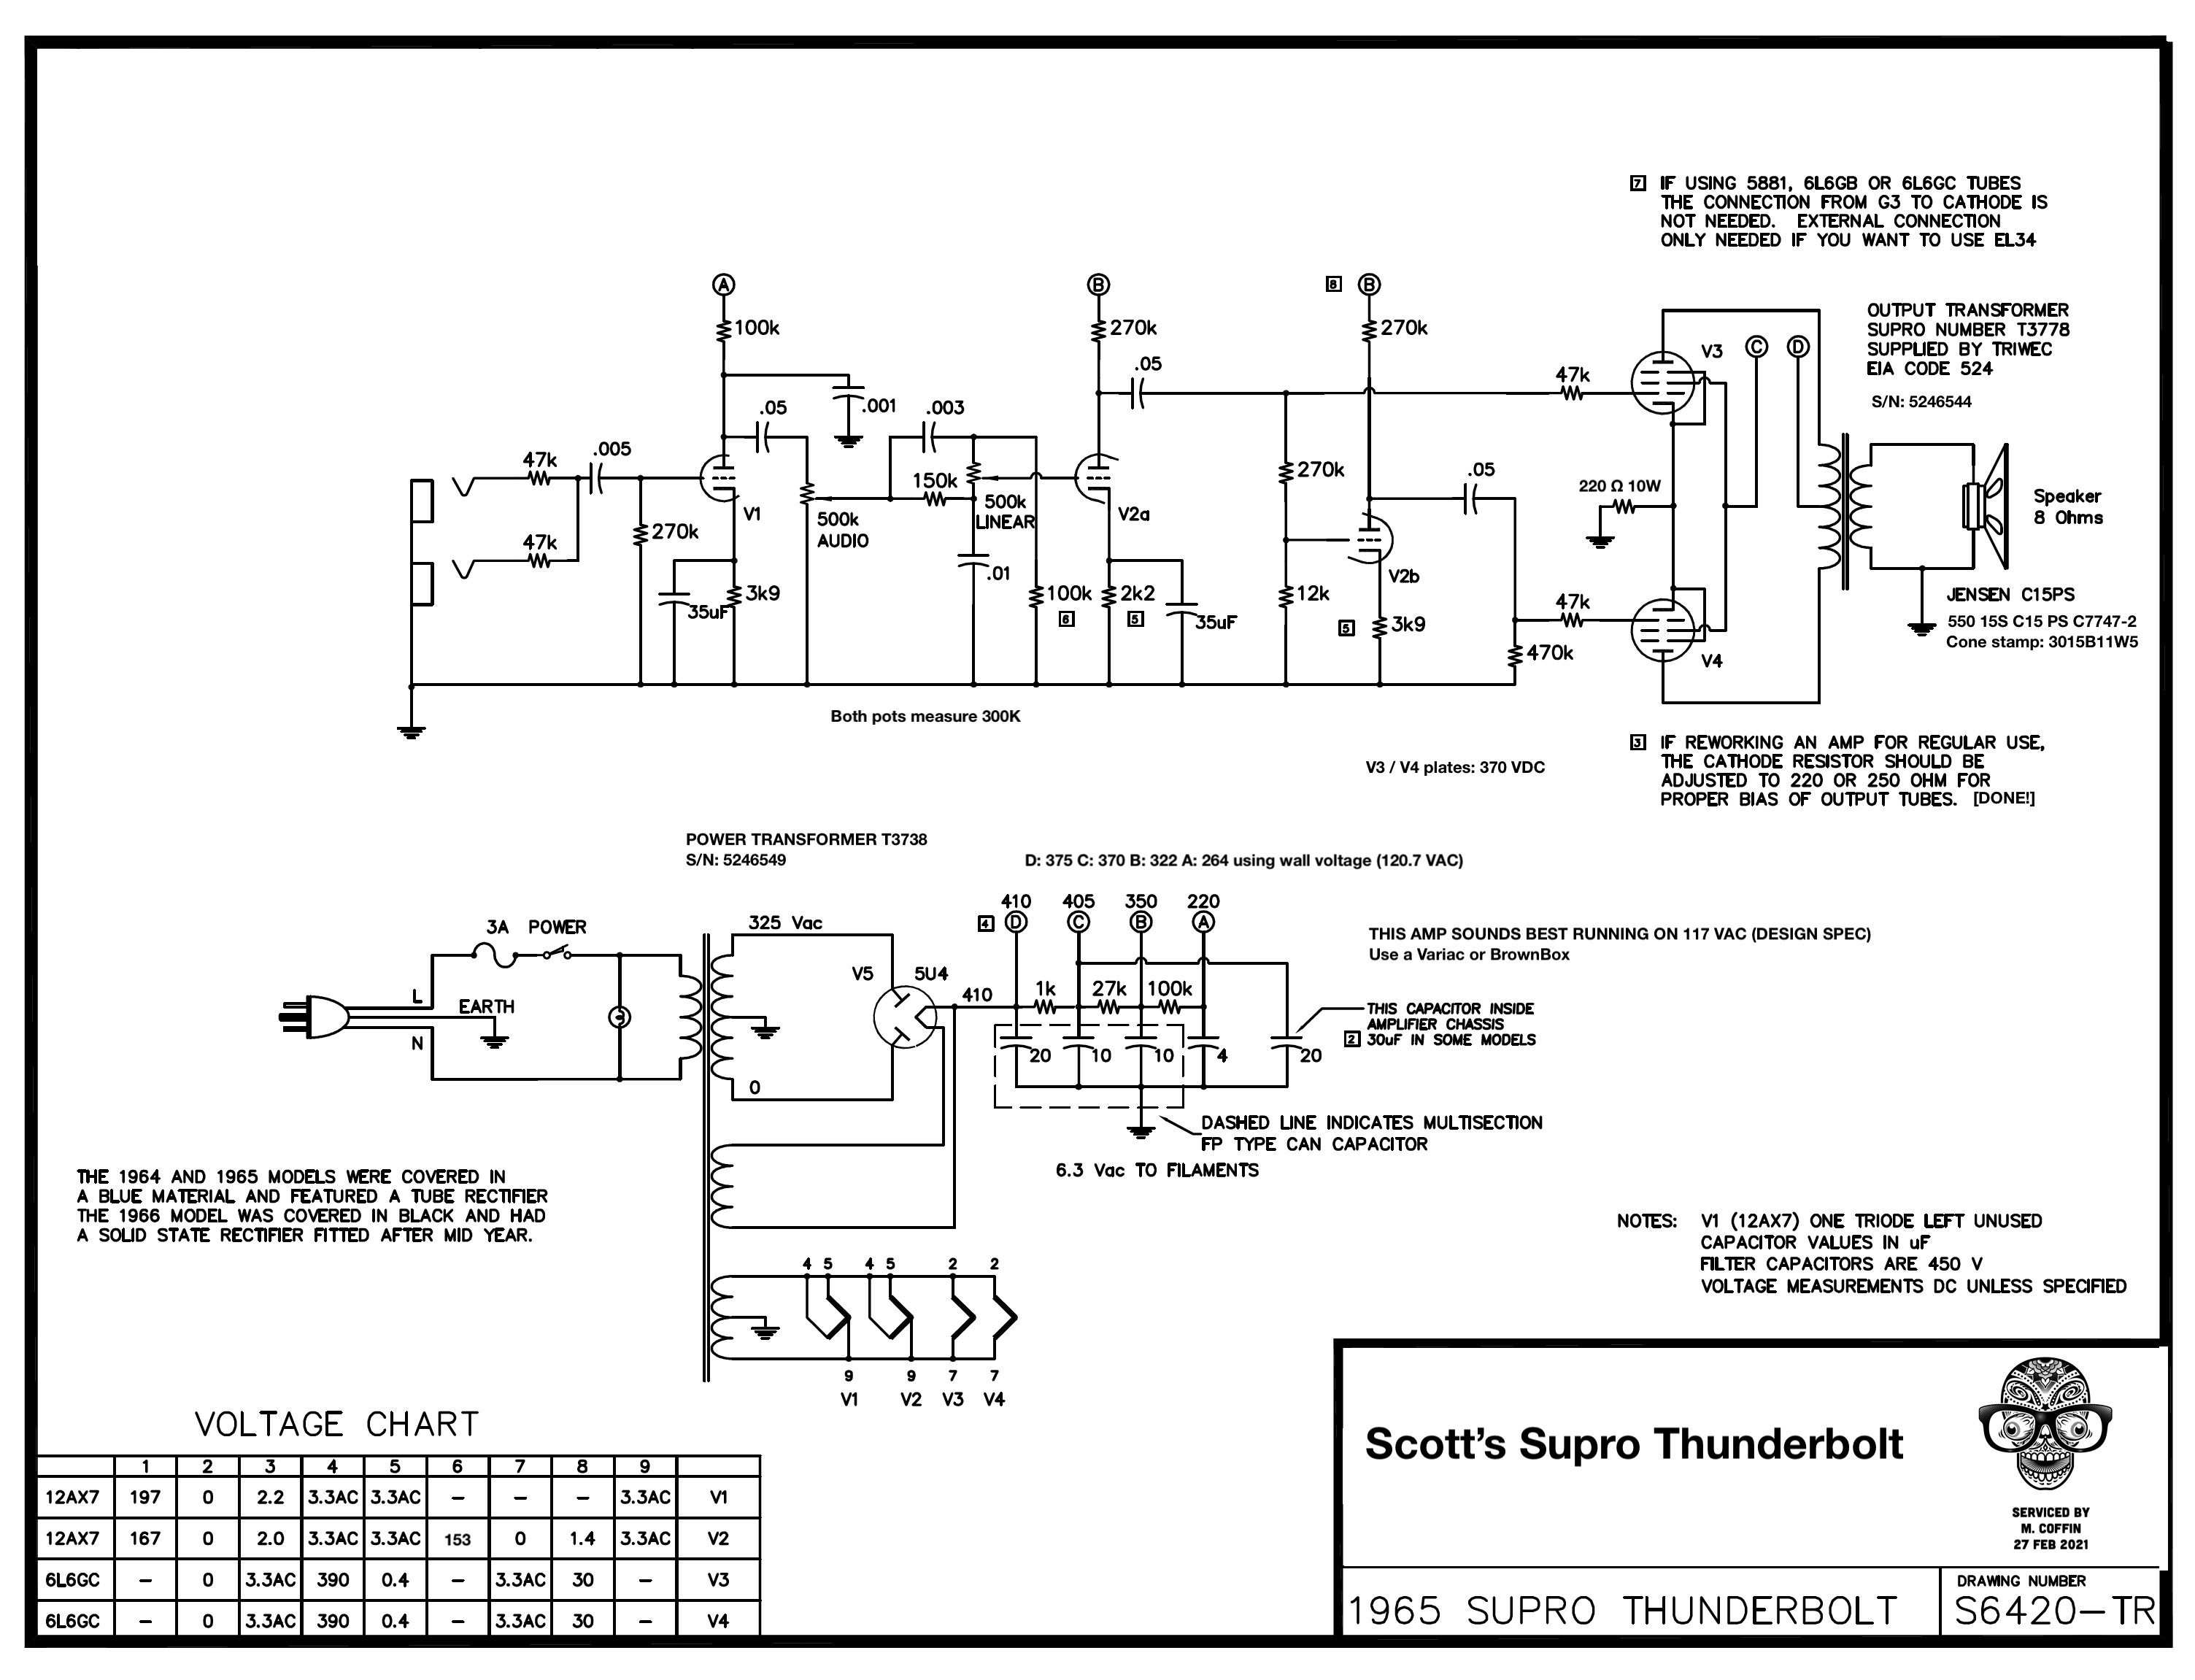 7 IF USING 5881, 6L6GB OR 6L6GC TUBES
THE CONNECTION FROM G3 TO CATHODE IS
NOT NEEDED. EXTERNAL CONNECTION
ONLY NEEDED IF YOU WANT TO USE EL34
A
B
8 B
100k
270k
270k
OUTPUT TRANSFORMER
SUPRO NUMBER T3778
SUPPLIED BY TRIWEC
EIA CODE 524
S/N: 5246544
V3
C
D
.05
47k
.001
.05
.003
.005
47k
150k
500k
LINEAR
500k
AUDIO
V1
V2a
270k
.05
220 Ω 10W
Speaker
8 Ohms
270k
47k
.01
V2b
35uF
3k9
100k
6
2k2
5
35uF
12k
5
3k9
47k
470k
V4
JENSEN C15PS
550 15S C15 PS C7747-2
Cone stamp: 3015B11W5
Both pots measure 300K
V3 / V4 plates: 370 VDC
3 IF REWORKING AN AMP FOR REGULAR USE,
THE CATHODE RESISTOR SHOULD BE
ADJUSTED TO 220 OR 250 OHM FOR
PROPER BIAS OF OUTPUT TUBES. [DONE!]
POWER TRANSFORMER T3738
S/N: 5246549
D: 375 C: 370 B: 322 A: 264 using wall voltage (120.7 VAC)
3A POWER
325 Vac
410 405 350 220
4 D C B A
THIS AMP SOUNDS BEST RUNNING ON 117 VAC (DESIGN SPEC)
Use a Variac or BrownBox
V5 5U4
410
1k 27k 100k
L
EARTH
N
THIS CAPACITOR INSIDE
AMPLIFIER CHASSIS
2 30uF IN SOME MODELS
20 10 10 4 20
0
DASHED LINE INDICATES MULTISECTION
FP TYPE CAN CAPACITOR
6.3 Vac TO FILAMENTS
THE 1964 AND 1965 MODELS WERE COVERED IN
A BLUE MATERIAL AND FEATURED A TUBE RECTIFIER
THE 1966 MODEL WAS COVERED IN BLACK AND HAD
A SOLID STATE RECTIFIER FITTED AFTER MID YEAR.
NOTES: V1 (12AX7) ONE TRIODE LEFT UNUSED
CAPACITOR VALUES IN uF
FILTER CAPACITORS ARE 450 V
VOLTAGE MEASUREMENTS DC UNLESS SPECIFIED
4 5 4 5 2 2
9 9 7 7
V1 V2 V3 V4
VOLTAGE CHART
1 2 3 4 5 6 7 8 9
12AX7 197 0 2.2 3.3AC 3.3AC – – – 3.3AC V1
12AX7 167 0 2.0 3.3AC 3.3AC 153 0 1.4 3.3AC V2
6L6GC – 0 3.3AC 390 0.4 – 3.3AC 30 – V3
6L6GC – 0 3.3AC 390 0.4 – 3.3AC 30 – V4
Scott's Supro Thunderbolt
SERVICED BY
M. COFFIN
27 FEB 2021
1965 SUPRO THUNDERBOLT
DRAWING NUMBER
S6420-TR